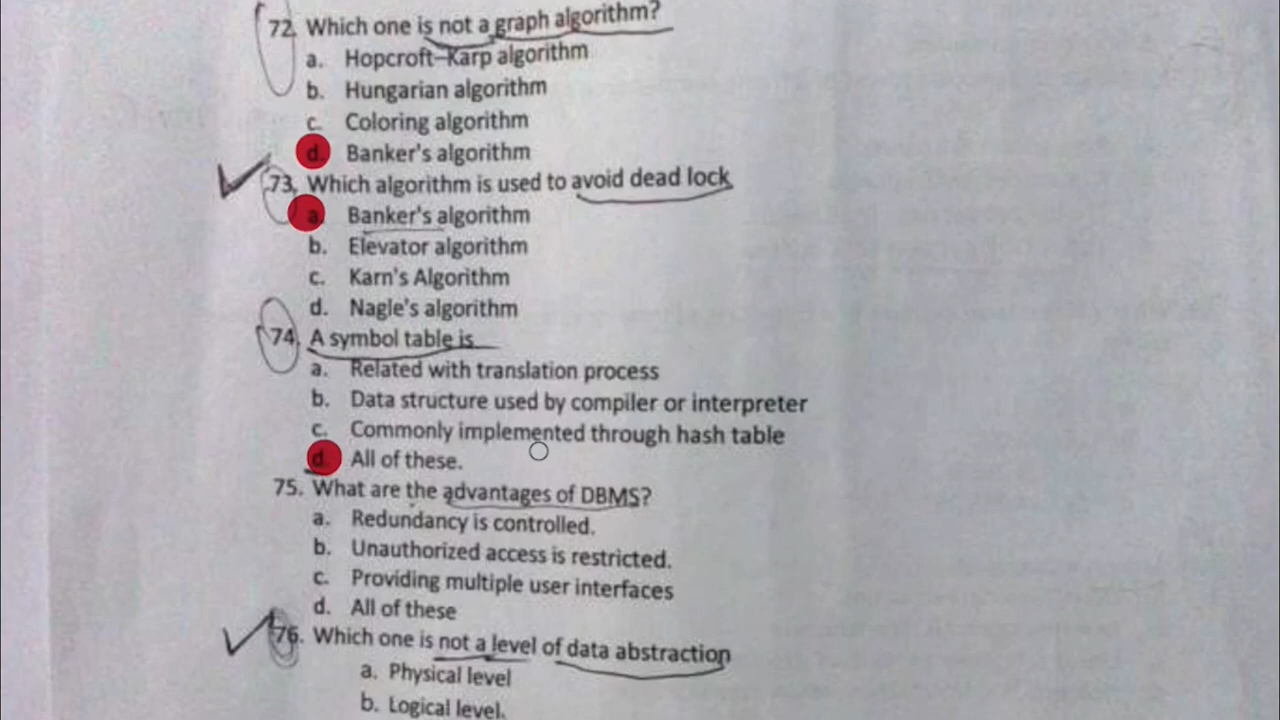 72. Which one is not a graph algorithm?
a. Hopcroft–Karp algorithm
b. Hungarian algorithm
c. Coloring algorithm
d. Banker's algorithm
73. Which algorithm is used to avoid dead lock
a. Banker's algorithm
b. Elevator algorithm
c. Karn's Algorithm
d. Nagle's algorithm
74. A symbol table is
a. Related with translation process
b. Data structure used by compiler or interpreter
c. Commonly implemented through hash table
d. All of these.
75. What are the advantages of DBMS?
a. Redundancy is controlled.
b. Unauthorized access is restricted.
c. Providing multiple user interfaces
d. All of these
76. Which one is not a level of data abstraction
a. Physical level
b. Logical level.